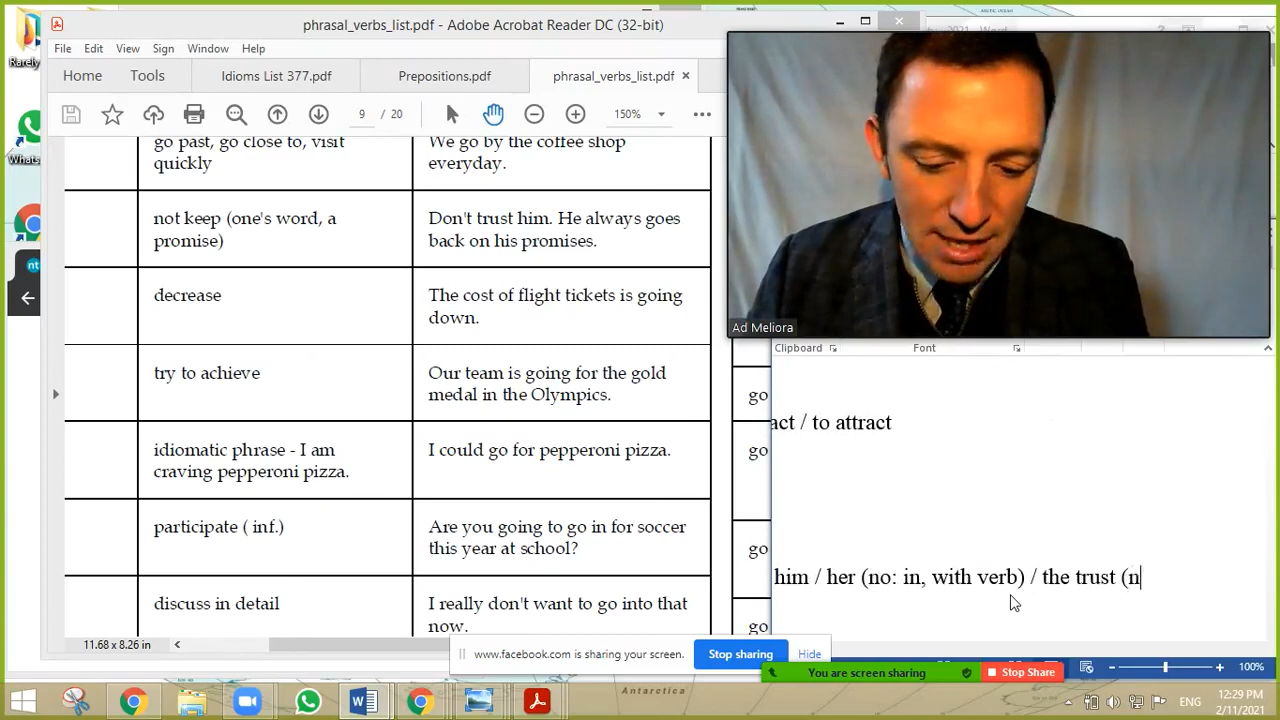 phrasal_verbs_list.pdf - Adobe Acrobat Reader DC (32-bit)
File Edit View Sign Window Help
Home Tools Idioms List 377.pdf Prepositions.pdf phrasal_verbs_list.pdf ×
9 / 20 150%
go past, go close to, visit
quickly
We go by the coffee shop
everyday.
not keep (one's word, a
promise)
Don't trust him. He always goes
back on his promises.
decrease
The cost of flight tickets is going
down.
try to achieve
Our team is going for the gold
medal in the Olympics.
idiomatic phrase - I am
craving pepperoni pizza.
I could go for pepperoni pizza.
participate ( inf.)
Are you going to go in for soccer
this year at school?
discuss in detail
I really don't want to go into that
now.
11.68 x 8.26 in
Rarely
Whats
nt
Ad Meliora
Clipboard Font
go
go
go
go
act / to attract
him / her (no: in, with verb) / the trust (n
www.facebook.com is sharing your screen. Stop sharing Hide
You are screen sharing Stop Share
100%
Antarctica
ENG
12:29 PM
2/11/2021